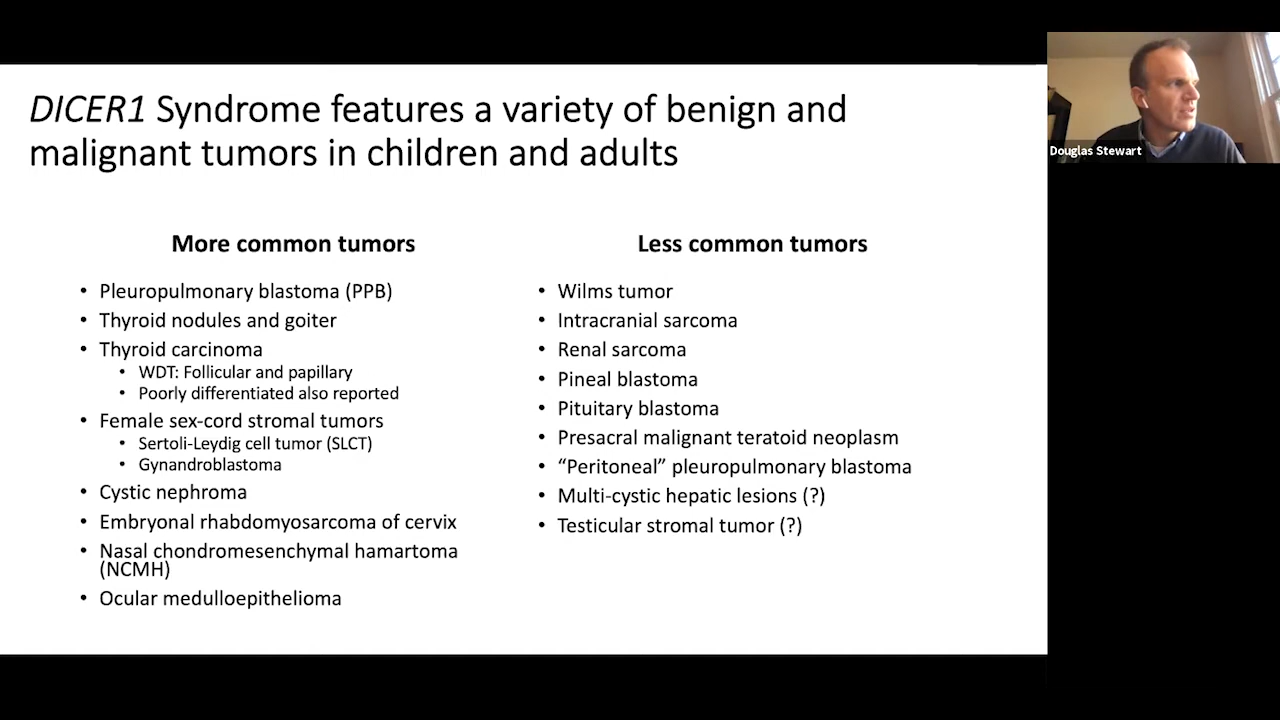 DICER1 Syndrome features a variety of benign and
malignant tumors in children and adults
More common tumors
• Pleuropulmonary blastoma (PPB)
• Thyroid nodules and goiter
• Thyroid carcinoma
• WDT: Follicular and papillary
• Poorly differentiated also reported
• Female sex-cord stromal tumors
• Sertoli-Leydig cell tumor (SLCT)
• Gynandroblastoma
• Cystic nephroma
• Embryonal rhabdomyosarcoma of cervix
• Nasal chondromesenchymal hamartoma
(NCMH)
• Ocular medulloepithelioma
Less common tumors
• Wilms tumor
• Intracranial sarcoma
• Renal sarcoma
• Pineal blastoma
• Pituitary blastoma
• Presacral malignant teratoid neoplasm
• “Peritoneal” pleuropulmonary blastoma
• Multi-cystic hepatic lesions (?)
• Testicular stromal tumor (?)
Douglas Stewart